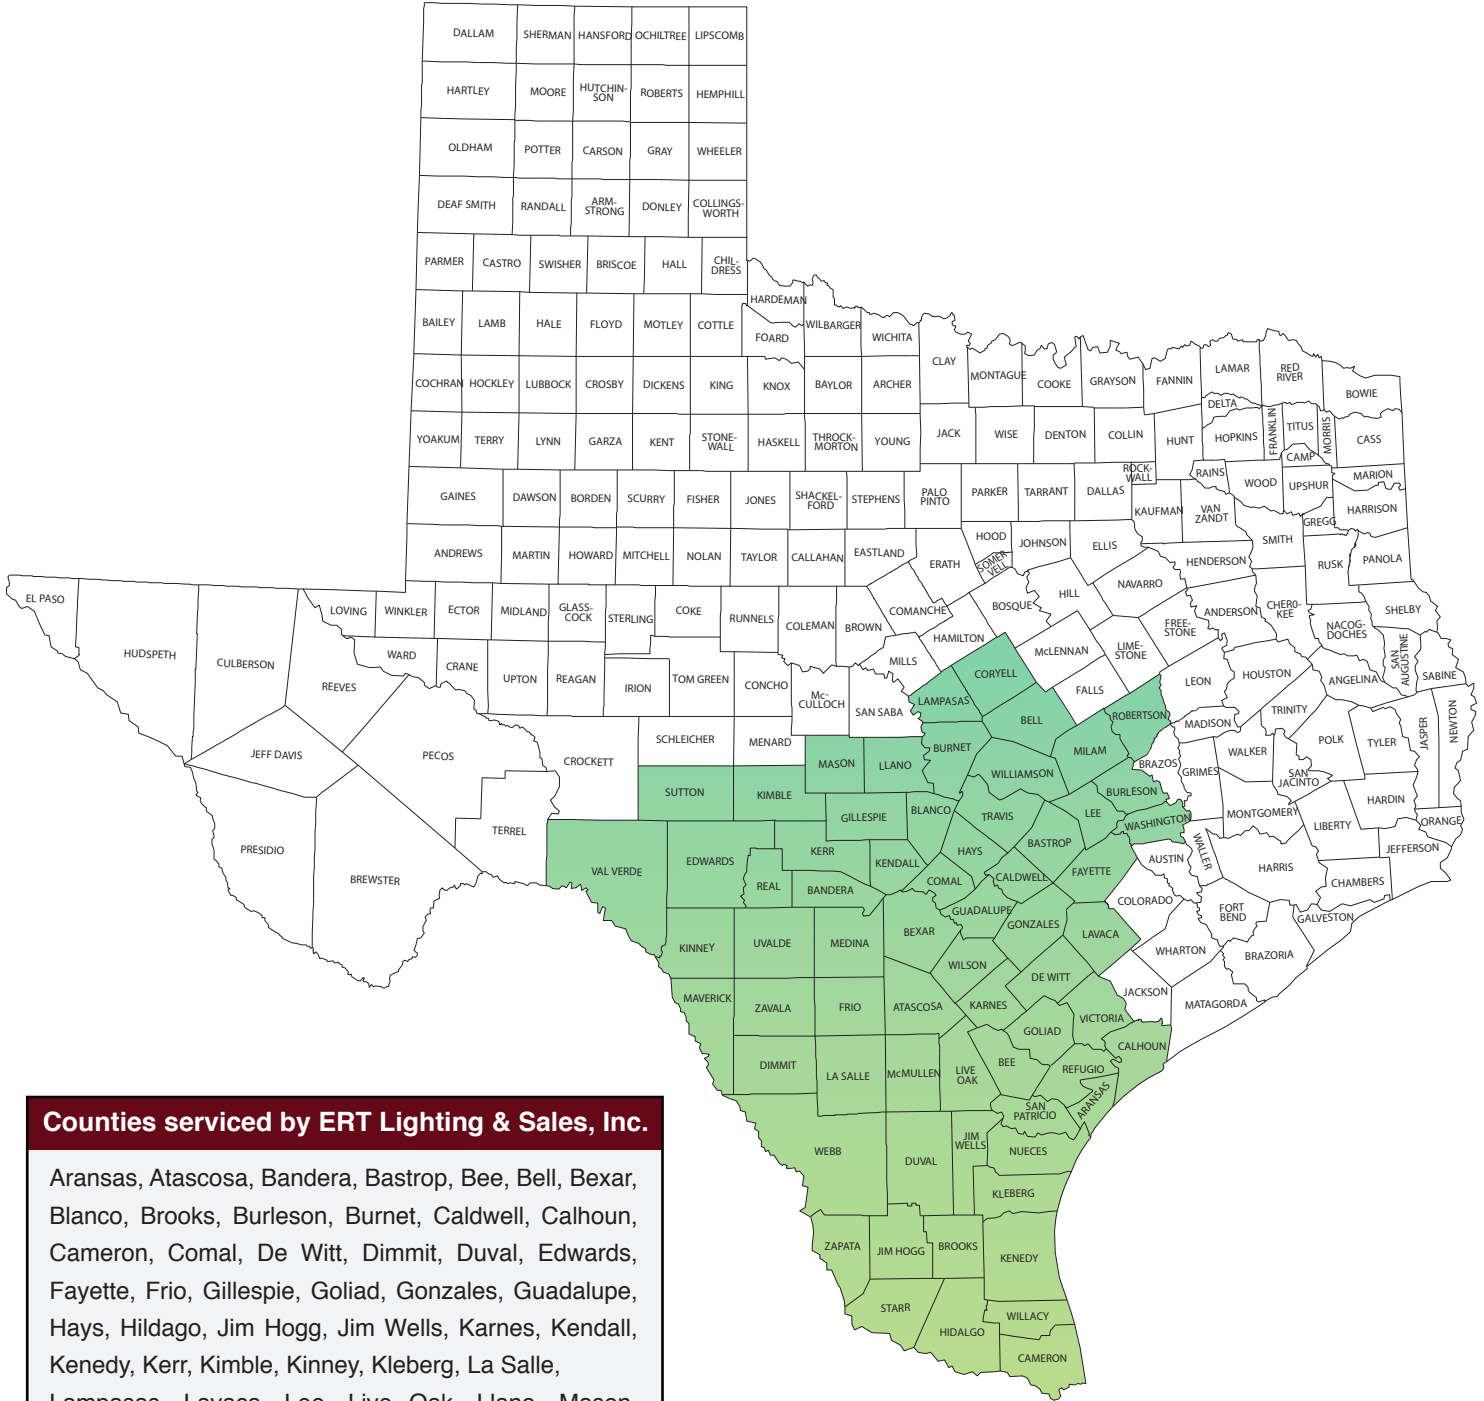 DALLAM SHERMAN HANSFORD OCHILTREE LIPSCOMB
HARTLEY MOORE HUTCHIN-
SON ROBERTS HEMPHILL
OLDHAM POTTER CARSON GRAY WHEELER
DEAF SMITH RANDALL ARM-
STRONG DONLEY COLLINGS-
WORTH
PARMER CASTRO SWISHER BRISCOE HALL CHIL-
DRESS
HARDEMAN
BAILEY LAMB HALE FLOYD MOTLEY COTTLE FOARD WILBARGER WICHITA
CLAY MONTAGUE COOKE GRAYSON FANNIN LAMAR RED
RIVER BOWIE
COCHRAN HOCKLEY LUBBOCK CROSBY DICKENS KING KNOX BAYLOR ARCHER
DELTA
YOAKUM TERRY LYNN GARZA KENT STONE-
WALL HASKELL THROCK-
MORTON YOUNG JACK WISE DENTON COLLIN HUNT HOPKINS FRANKLIN TITUS MORRIS CASS
CAMP
ROCK-
WALL RAINS WOOD UPSHUR MARION
GAINES DAWSON BORDEN SCURRY FISHER JONES SHACKEL-
FORD STEPHENS PALO
PINTO PARKER TARRANT DALLAS KAUFMAN VAN
ZANDT GREGG HARRISON
ANDREWS MARTIN HOWARD MITCHELL NOLAN TAYLOR CALLAHAN EASTLAND ERATH HOOD SOMER
VELL JOHNSON ELLIS HENDERSON SMITH RUSK PANOLA
EL PASO HUDSPETH CULBERSON REEVES LOVING WINKLER ECTOR MIDLAND GLASS-
COCK STERLING COKE RUNNELS COLEMAN BROWN COMANCHE BOSQUE HILL NAVARRO ANDERSON CHERO-
KEE NACOG-
DOCHES SHELBY
HAMILTON McLENNAN LIME-
STONE FREE-
STONE SAN
AUGUSTINE SABINE
WARD CRANE UPTON REAGAN IRION TOM GREEN CONCHO Mc-
CULLOCH SAN SABA MILLS LAMPASAS CORYELL FALLS LEON HOUSTON ANGELINA
BELL ROBERTSON MADISON TRINITY POLK TYLER JASPER NEWTON
JEFF DAVIS PECOS CROCKETT SCHLEICHER MENARD MASON LLANO BURNET WILLIAMSON MILAM BRAZOS GRIMES WALKER SAN
JACINTO
SUTTON KIMBLE GILLESPIE BLANCO TRAVIS LEE BURLESON WASHINGTON MONTGOMERY LIBERTY HARDIN ORANGE
PRESIDIO BREWSTER TERREL VAL VERDE EDWARDS KERR KENDALL HAYS BASTROP AUSTIN WALLER HARRIS JEFFERSON
REAL BANDERA COMAL CALDWELL FAYETTE COLORADO CHAMBERS
GUADALUPE GONZALES LAVACA FORT
BEND GALVESTON
KINNEY UVALDE MEDINA BEXAR WILSON DE WITT WHARTON BRAZORIA
MAVERICK ZAVALA FRIO ATASCOSA KARNES GOLIAD VICTORIA JACKSON MATAGORDA
DIMMIT LA SALLE McMULLEN LIVE
OAK BEE REFUGIO CALHOUN
SAN
PATRICIO ARANSAS
WEBB DUVAL JIM
WELLS NUECES
KLEBERG
ZAPATA JIM HOGG BROOKS KENEDY
STARR HIDALGO WILLACY
CAMERON
Counties serviced by ERT Lighting & Sales, Inc.
Aransas, Atascosa, Bandera, Bastrop, Bee, Bell, Bexar,
Blanco, Brooks, Burleson, Burnet, Caldwell, Calhoun,
Cameron, Comal, De Witt, Dimmit, Duval, Edwards,
Fayette, Frio, Gillespie, Goliad, Gonzales, Guadalupe,
Hays, Hildago, Jim Hogg, Jim Wells, Karnes, Kendall,
Kenedy, Kerr, Kimble, Kinney, Kleberg, La Salle,
Lampasas, Lavaca, Lee, Live Oak, Llano, Mason,